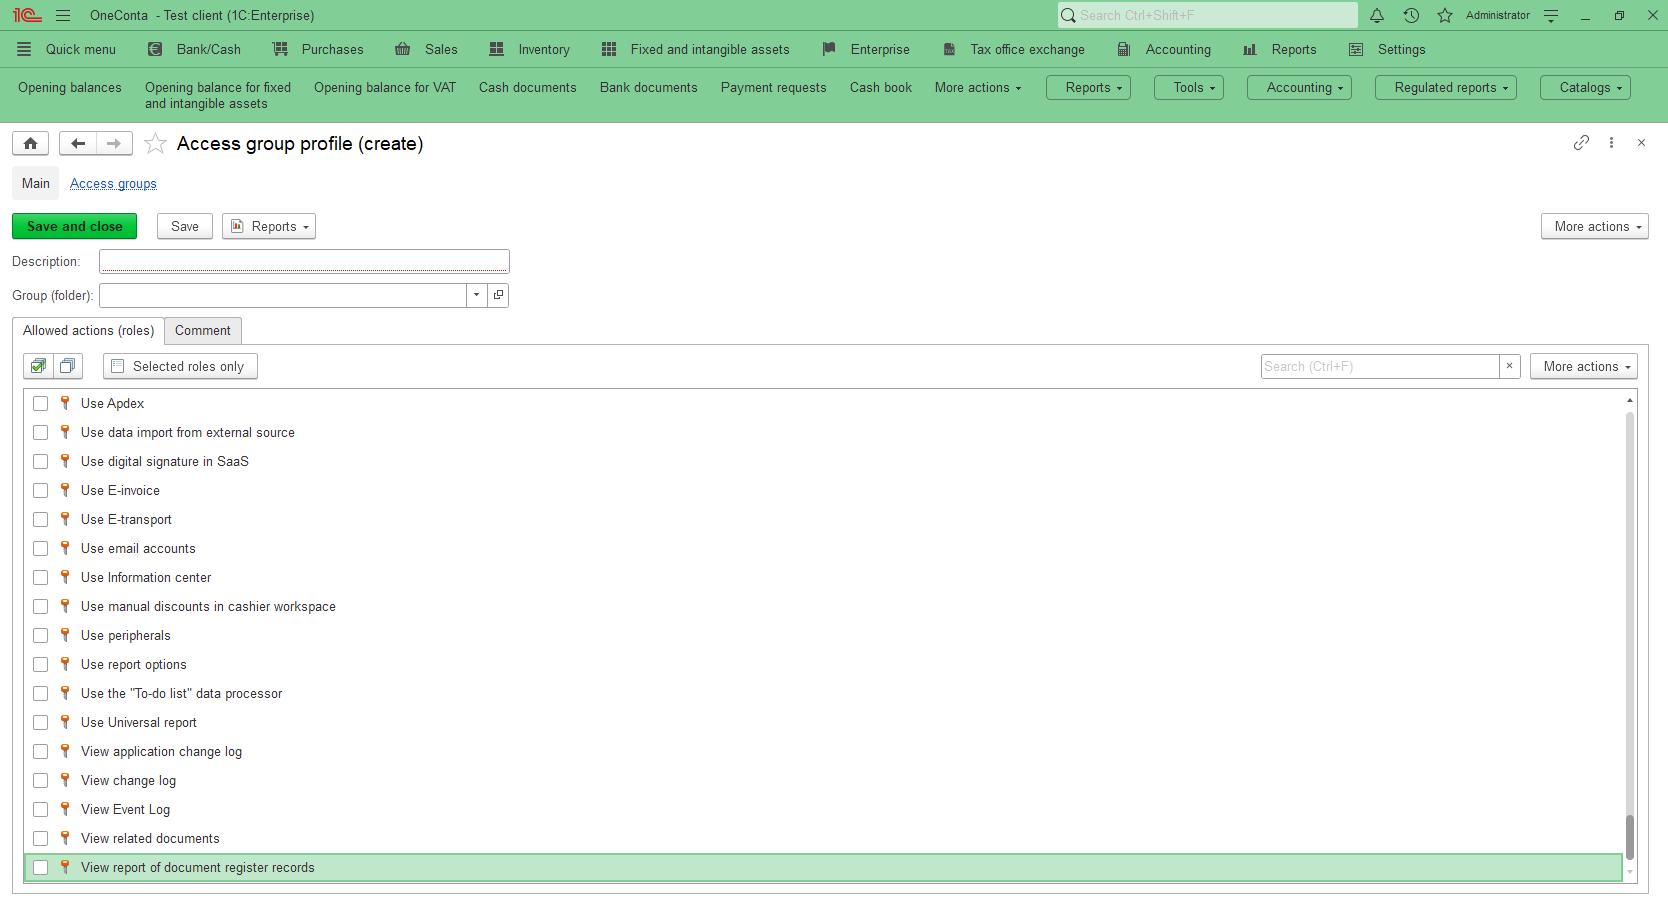 OneConta - Test client (1C:Enterprise)
Search Ctrl+Shift+F
Administrator
Quick menu
Bank/Cash
Purchases
Sales
Inventory
Fixed and intangible assets
Enterprise
Tax office exchange
Accounting
Reports
Settings
Opening balances
Opening balance for fixed
and intangible assets
Opening balance for VAT
Cash documents
Bank documents
Payment requests
Cash book
More actions
Reports
Tools
Accounting
Regulated reports
Catalogs
Access group profile (create)
Main
Access groups
Save and close
Save
Reports
More actions
Description:
Group (folder):
Allowed actions (roles)
Comment
Selected roles only
Search (Ctrl+F)
More actions
Use Apdex
Use data import from external source
Use digital signature in SaaS
Use E-invoice
Use E-transport
Use email accounts
Use Information center
Use manual discounts in cashier workspace
Use peripherals
Use report options
Use the "To-do list" data processor
Use Universal report
View application change log
View change log
View Event Log
View related documents
View report of document register records